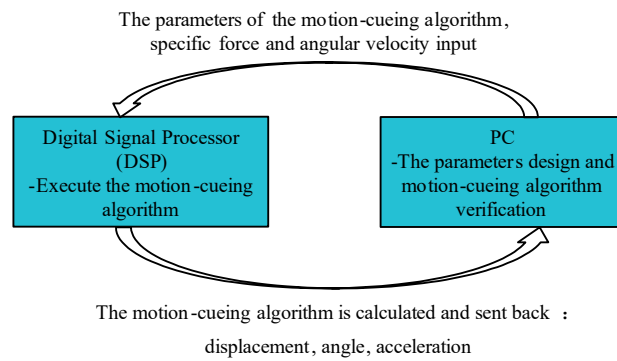 The parameters of the motion-cueing algorithm,
specific force and angular velocity input
Digital Signal Processor
(DSP)
-Execute the motion-cueing
algorithm
PC
-The parameters design and
motion-cueing algorithm
verification
The motion-cueing algorithm is calculated and sent back：
displacement, angle, acceleration